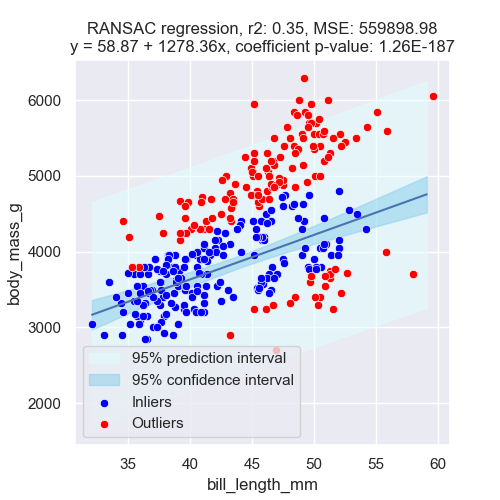 RANSAC regression, r2: 0.35, MSE: 559898.98
y = 58.87 + 1278.36x, coefficient p-value: 1.26E-187
6000
5000
4000
3000
2000
body_mass_g
95% prediction interval
95% confidence interval
Inliers
Outliers
35 40 45 50 55 60
bill_length_mm